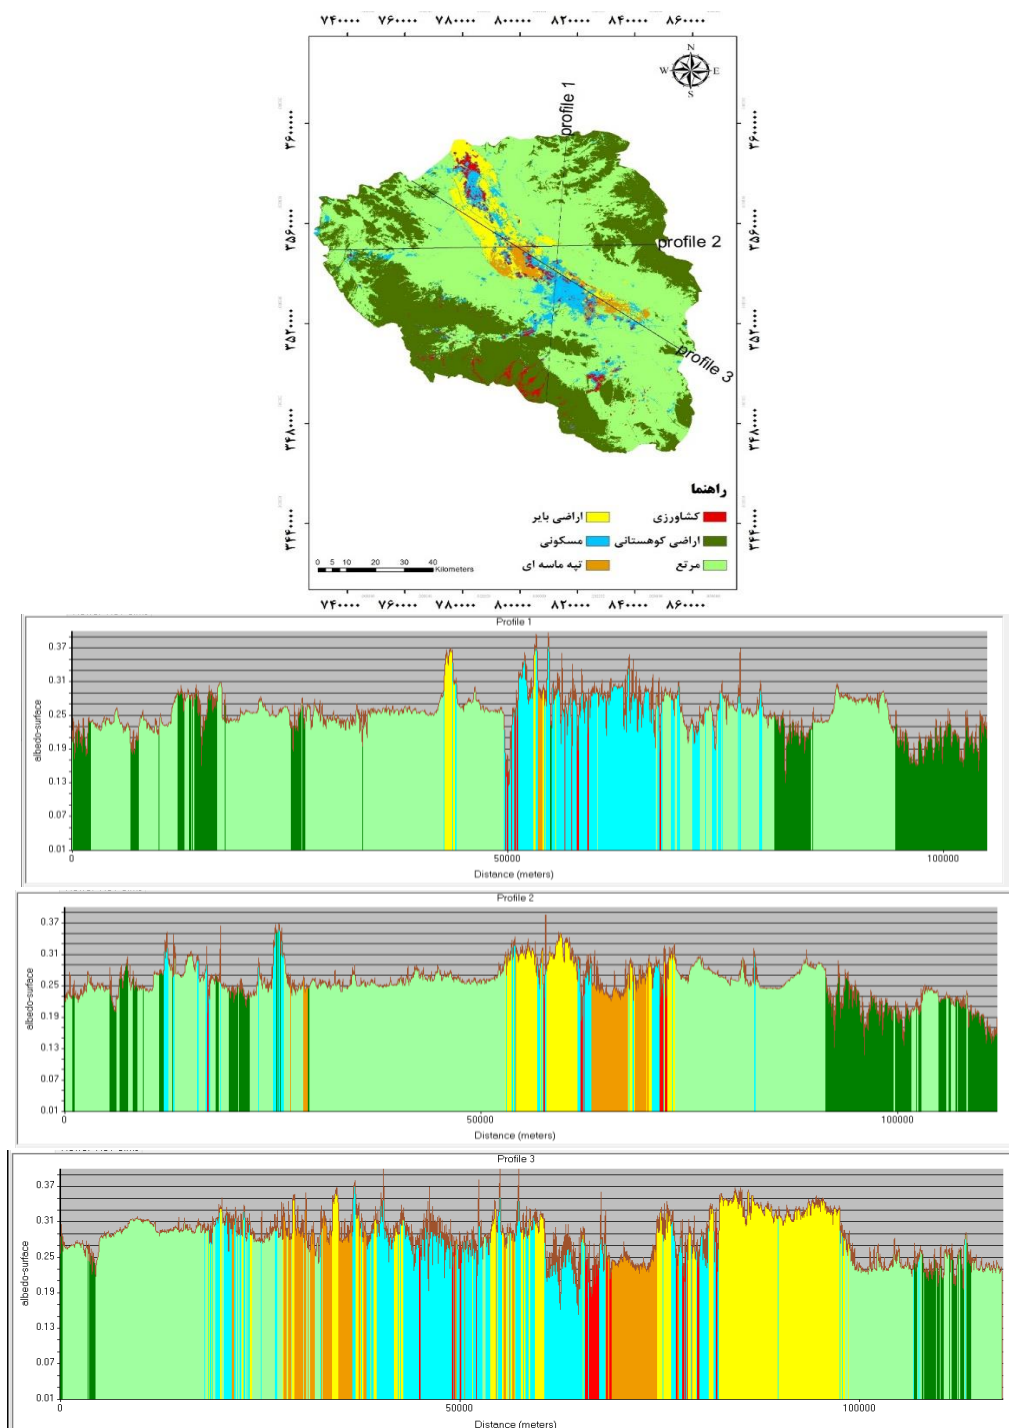 ۷۴۰۰۰۰ ۷۶۰۰۰۰ ۷۸۰۰۰۰ ۸۰۰۰۰۰ ۸۲۰۰۰۰ ۸۴۰۰۰۰ ۸۶۰۰۰۰
N
W E
S
profile 1
۳۶۰۰۰۰۰ ۳۶۰۰۰۰۰
۳۵۶۰۰۰۰ ۳۵۶۰۰۰۰
profile 2
۳۵۲۰۰۰۰ ۳۵۲۰۰۰۰
profile 3
۳۴۸۰۰۰۰ ۳۴۸۰۰۰۰
راهنما
کشاورزی اراضی بایر
اراضی کوهستانی مسکونی
مرتع تپه ماسه ای
۳۴۴۰۰۰۰ ۳۴۴۰۰۰۰
0 5 10 20 30 40
Kilometers
۷۴۰۰۰۰ ۷۶۰۰۰۰ ۷۸۰۰۰۰ ۸۰۰۰۰۰ ۸۲۰۰۰۰ ۸۴۰۰۰۰ ۸۶۰۰۰۰
Profile 1
albedo-surface
0.37
0.31
0.25
0.19
0.13
0.07
0.01
0 50000 100000
Distance (meters)
Profile 2
albedo-surface
0.37
0.31
0.25
0.19
0.13
0.07
0.01
0 50000 100000
Distance (meters)
Profile 3
albedo-surface
0.37
0.31
0.25
0.19
0.13
0.07
0.01
0 50000 100000
Distance (meters)